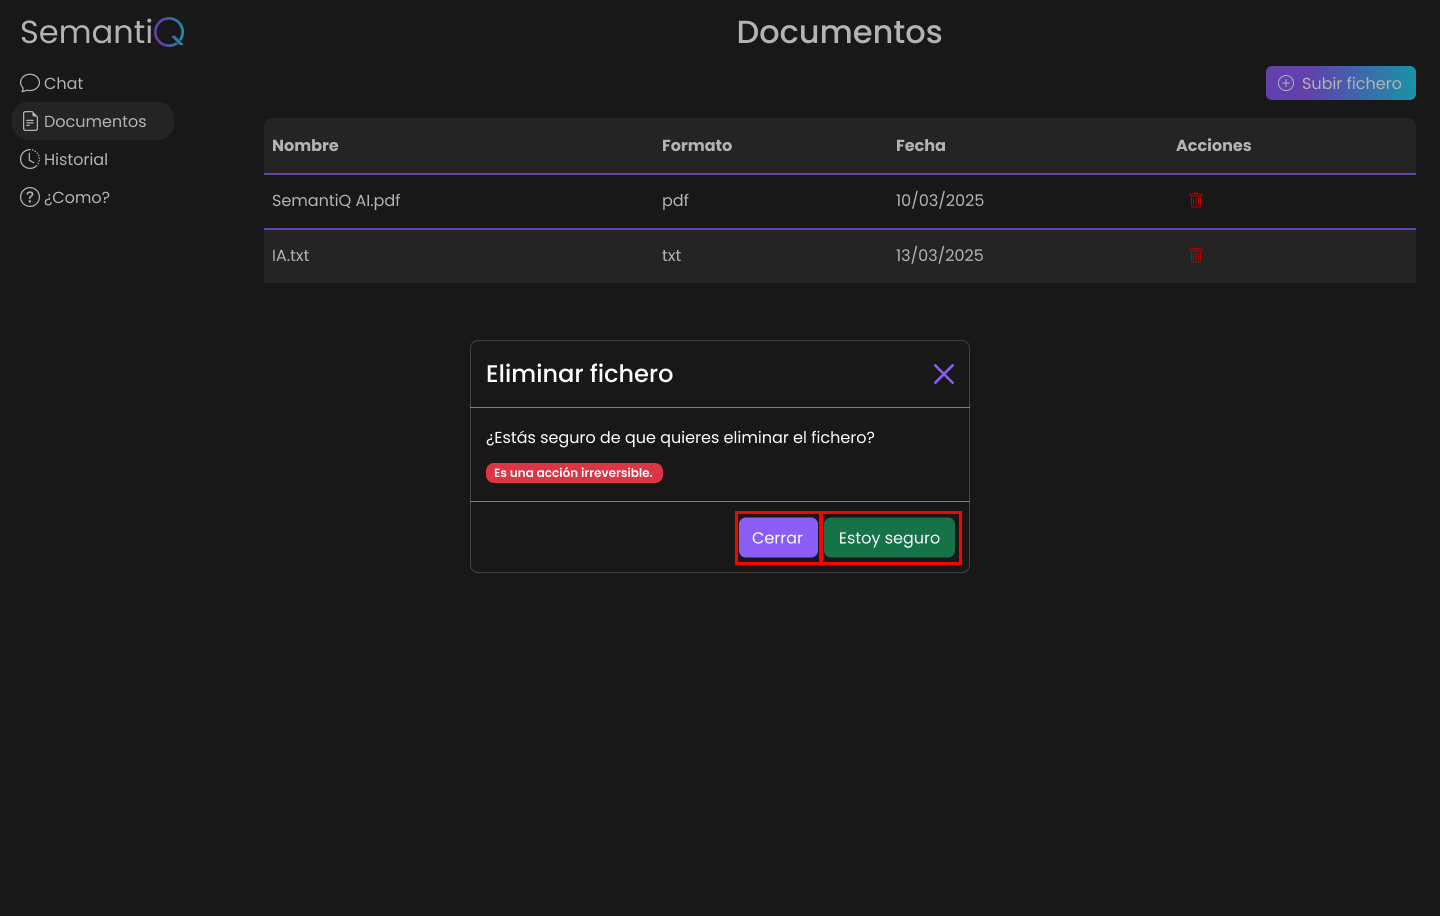 SemantiQ
Documentos
Chat
Documentos
Historial
¿Como?
Subir fichero
Nombre Formato Fecha Acciones
SemantiQ AI.pdf pdf 10/03/2025
IA.txt txt 13/03/2025
Eliminar fichero
¿Estás seguro de que quieres eliminar el fichero?
Es una acción irreversible.
Cerrar Estoy seguro